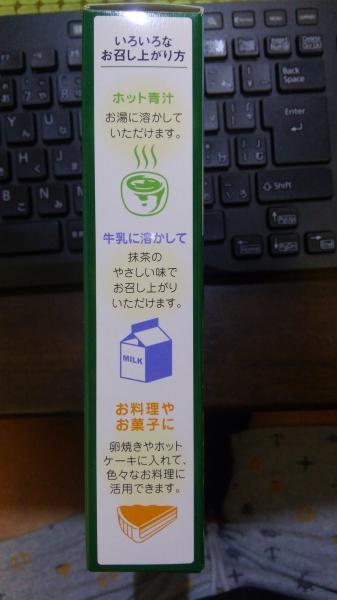 いろいろな
お召し上がり方
ホット青汁
お湯に溶かして
いただけます。
牛乳に溶かして
抹茶の
やさしい味で
お召し上がり
いただけます。
MILK
お料理や
お菓子に
卵焼きやホット
ケーキに入れて、
色々なお料理に
活用できます。
Back
Space
Enter
Shift